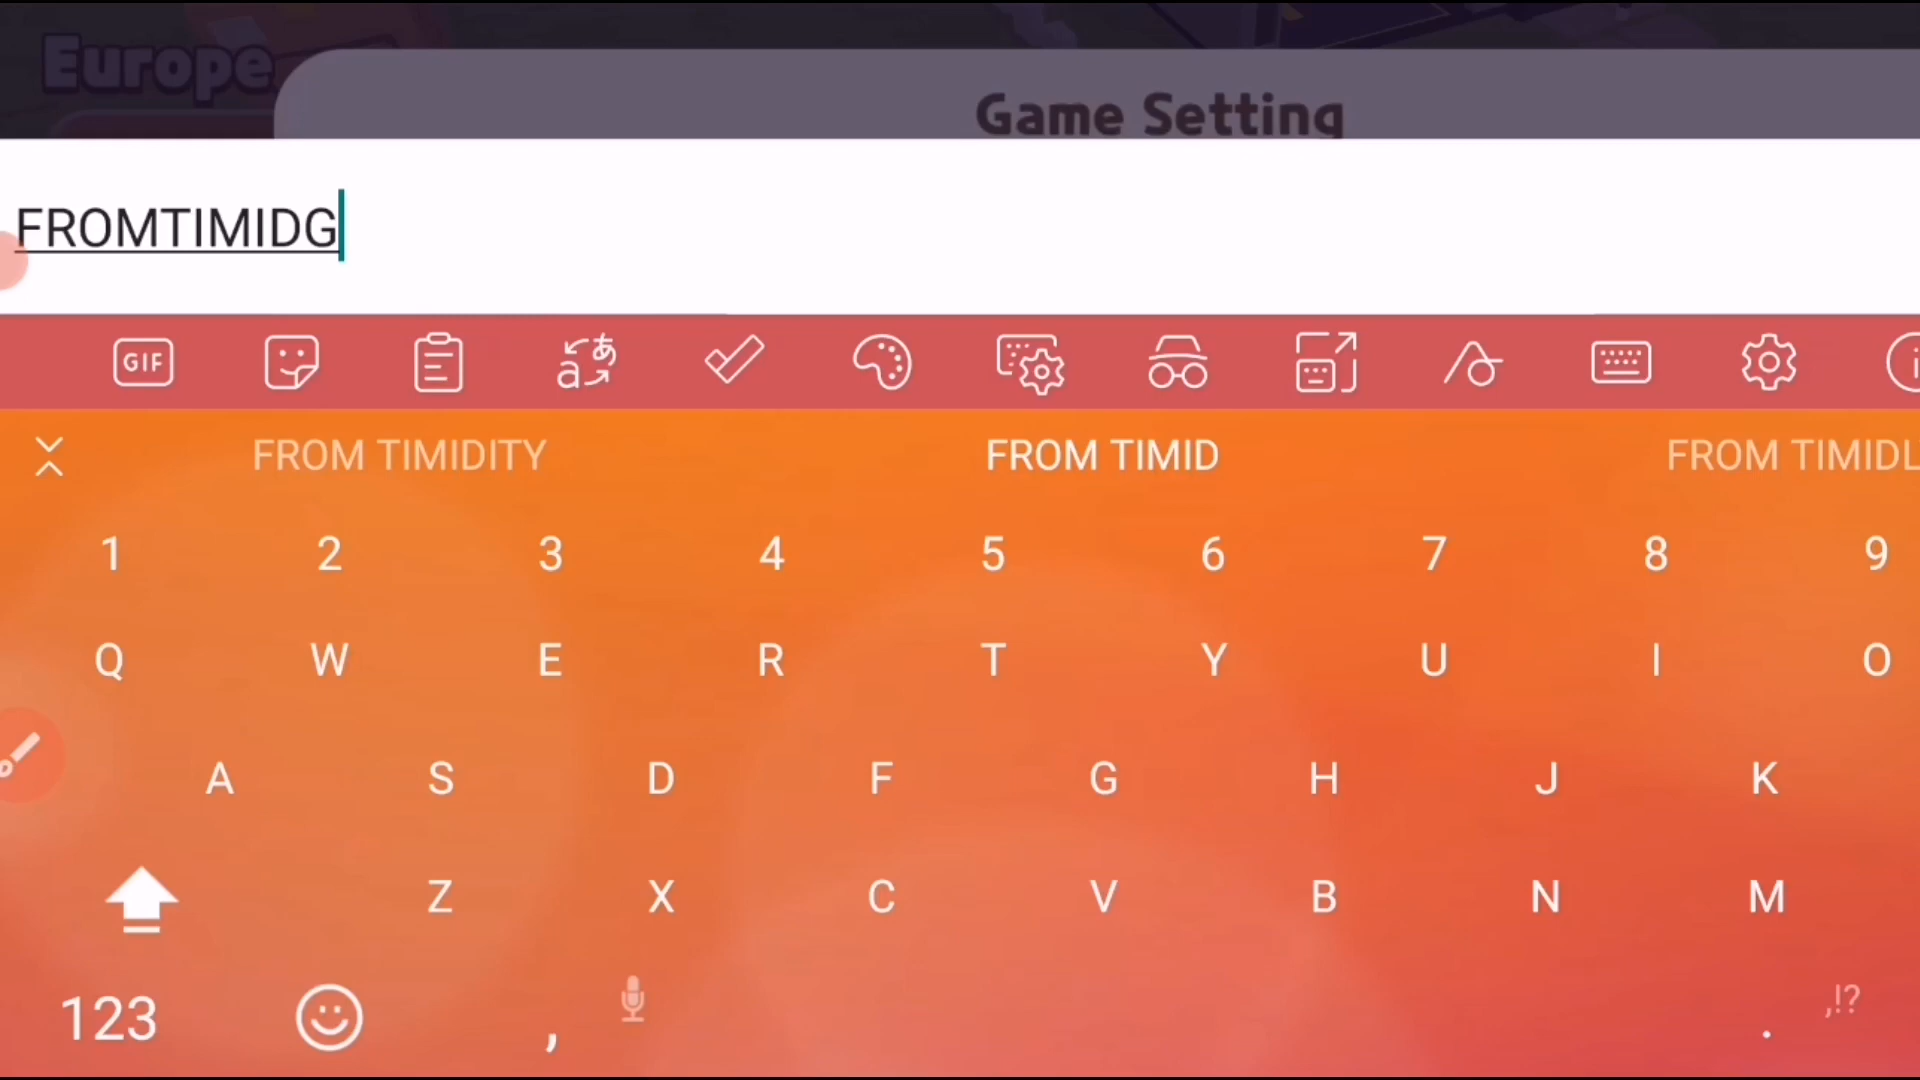 Europe
Game Setting
FROMTIMIDG
GIF
FROM TIMIDITY FROM TIMID FROM TIMIDL
1 2 3 4 5 6 7 8 9
Q W E R T Y U I O
A S D F G H J K
Z X C V B N M
123 , . ,!?